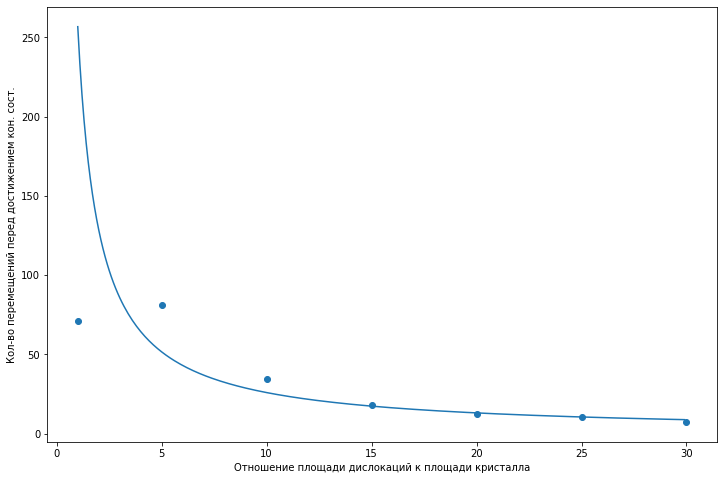 250
200
150
100
50
0
Кол-во перемещений перед достижением кон. сост.
0 5 10 15 20 25 30
Отношение площади дислокаций к площади кристалла